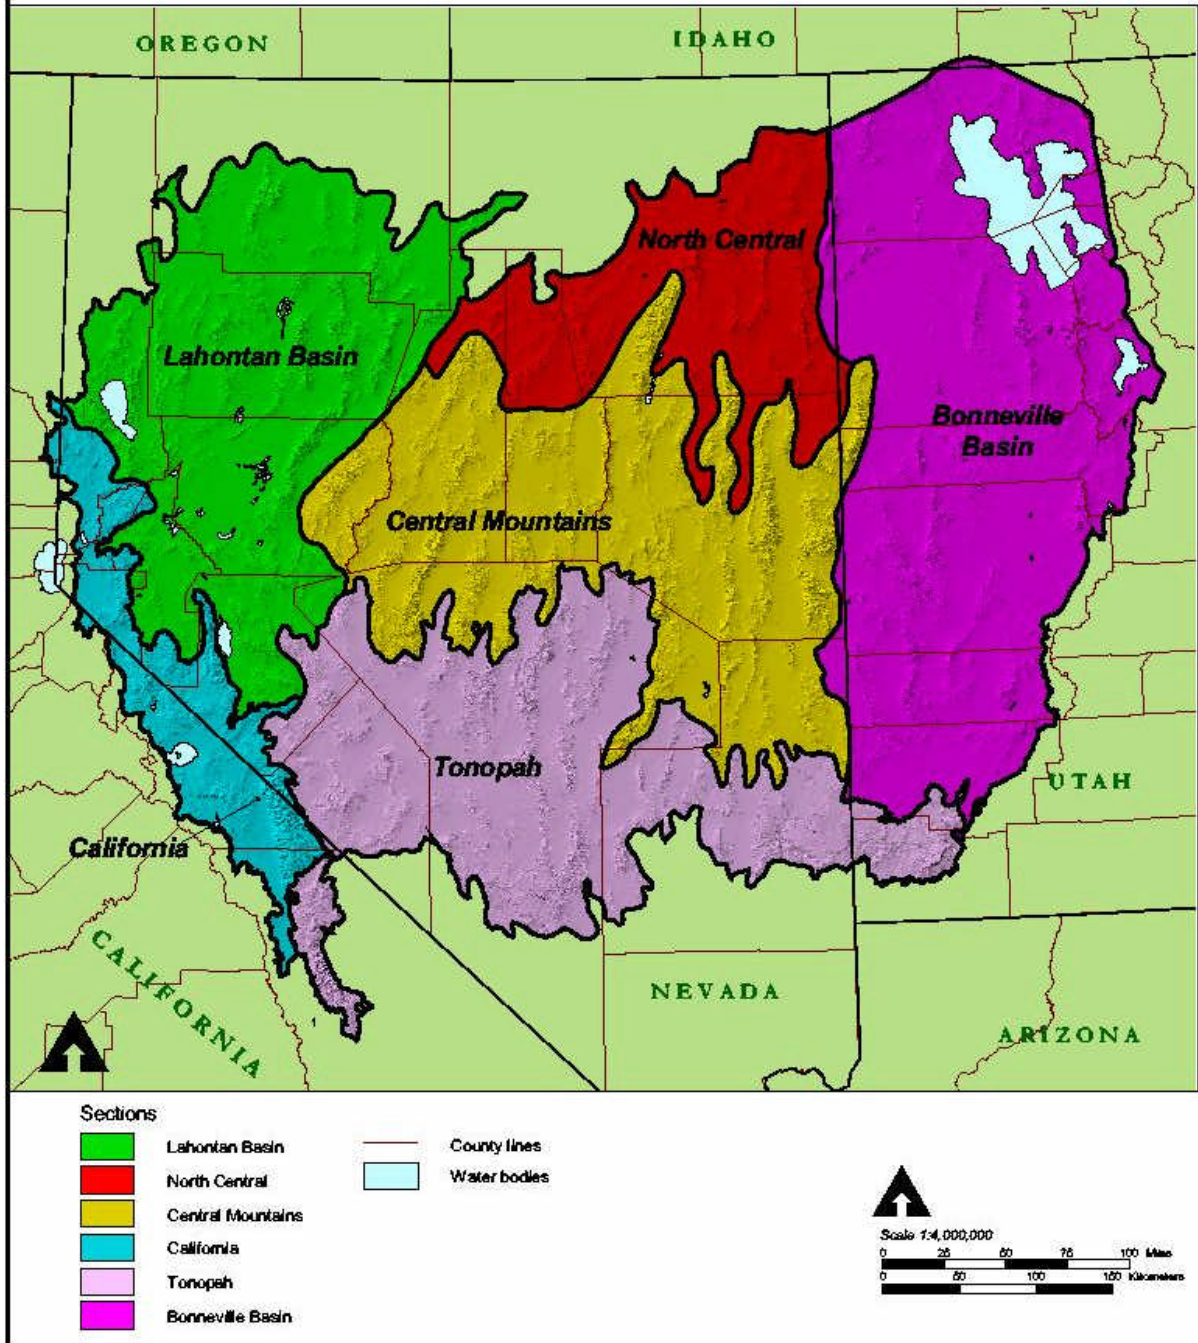 OREGON
IDAHO
North Central
Lahontan Basin
Bonneville
Basin
Central Mountains
Tonopah
UTAH
California
CALIFORNIA
NEVADA
ARIZONA
Sections
Lahontan Basin
North Central
Central Mountains
California
Tonopah
Bonneville Basin
County lines
Water bodies
Scale 1:4,000,000
0 25 50 75 100 Miles
0 50 100 150 Kilometers